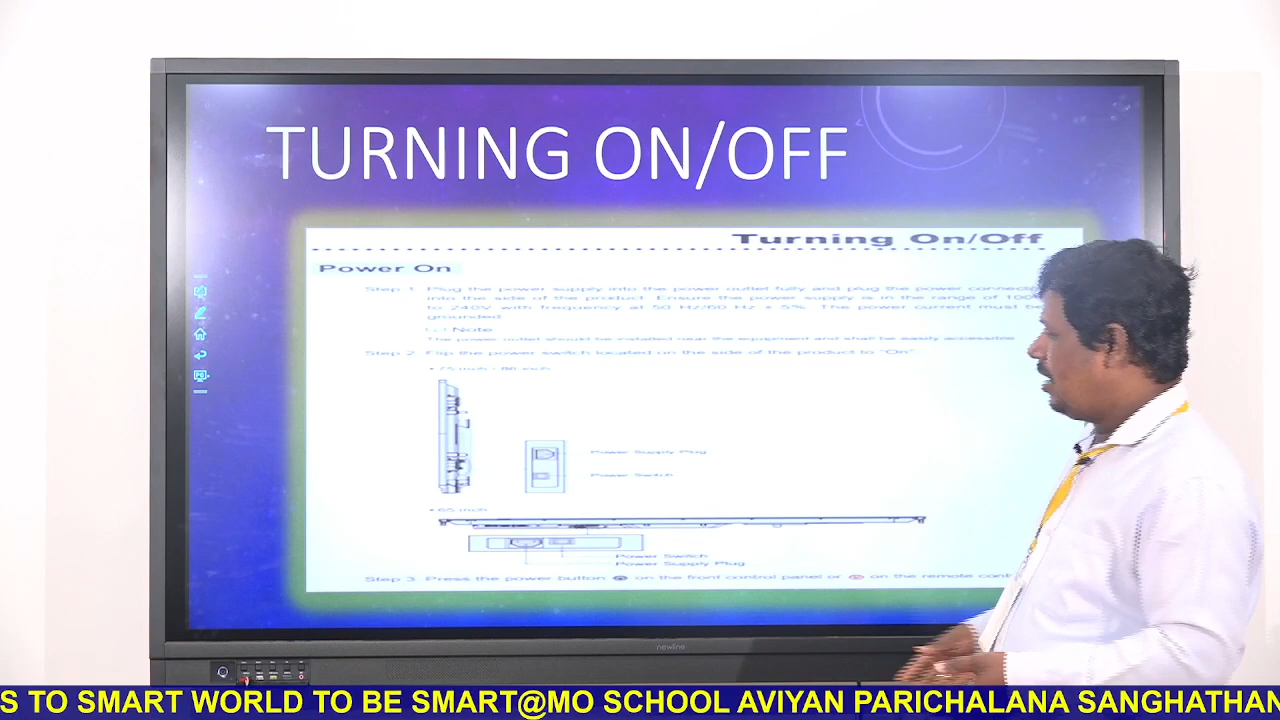 TURNING ON/OFF
Turning On/Off
Power On
Step 1 Plug the power supply into the power outlet fully and plug the power
into the side of the product. Ensure the power supply is in the range of
to 240V with frequency at 50 Hz/60 Hz ± 5%. The power current must be
grounded.
Note
The power outlet should be installed near the equipment and shall be easily accessible
Step 2 Flip the power switch located on the side of the product to "On".
• 75 inch
Power Supply Plug
Power Switch
• 65 inch
Power Switch
Power Supply Plug
Step 3 Press the power button on the front control panel or on the remote
newline
S TO SMART WORLD TO BE SMART@MO SCHOOL AVIYAN PARICHALANA SANGHATHAN